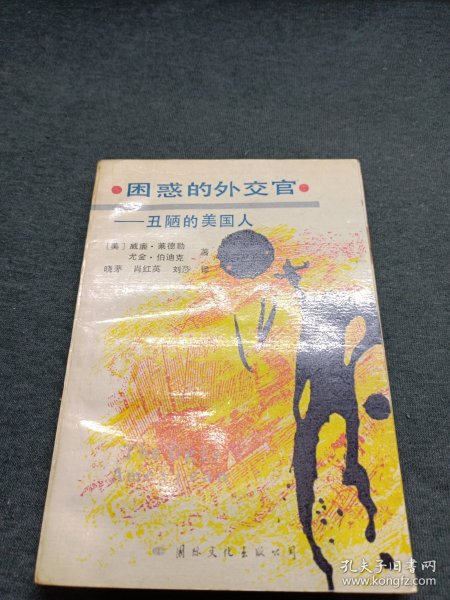 困惑的外交官
——丑陋的美国人
〔美〕威廉·莱德勒
尤金·伯迪克 著
晓茅 肖红英 刘莎 译
国际文化出版公司
孔夫子旧书网
www.kongfz.com